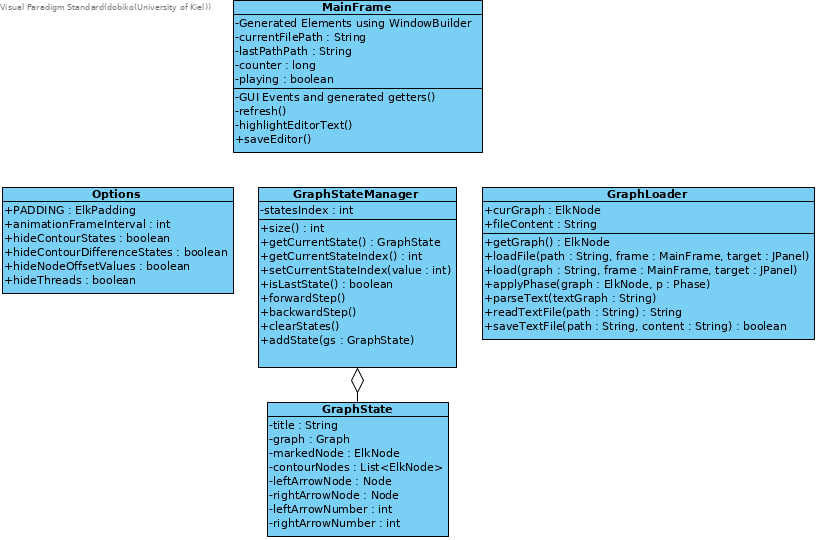 Visual Paradigm Standard(dobiko(University of Kiel))
MainFrame
-Generated Elements using WindowBuilder
-currentFilePath : String
-lastPathPath : String
-counter : long
-playing : boolean
-GUI Events and generated getters()
-refresh()
-highlightEditorText()
+saveEditor()
Options
+PADDING : ElkPadding
+animationFrameInterval : int
+hideContourStates : boolean
+hideContourDifferenceStates : boolean
+hideNodeOffsetValues : boolean
+hideThreads : boolean
GraphStateManager
-statesIndex : int
+size() : int
+getCurrentState() : GraphState
+getCurrentStateIndex() : int
+setCurrentStateIndex(value : int)
+isLastState() : boolean
+forwardStep()
+backwardStep()
+clearStates()
+addState(gs : GraphState)
GraphLoader
+curGraph : ElkNode
+fileContent : String
+getGraph() : ElkNode
+loadFile(path : String, frame : MainFrame, target : JPanel)
+load(graph : String, frame : MainFrame, target : JPanel)
+applyPhase(graph : ElkNode, p : Phase)
+parseText(textGraph : String)
+readTextFile(path : String) : String
+saveTextFile(path : String, content : String) : boolean
GraphState
-title : String
-graph : Graph
-markedNode : ElkNode
-contourNodes : List<ElkNode>
-leftArrowNode : Node
-rightArrowNode : Node
-leftArrowNumber : int
-rightArrowNumber : int